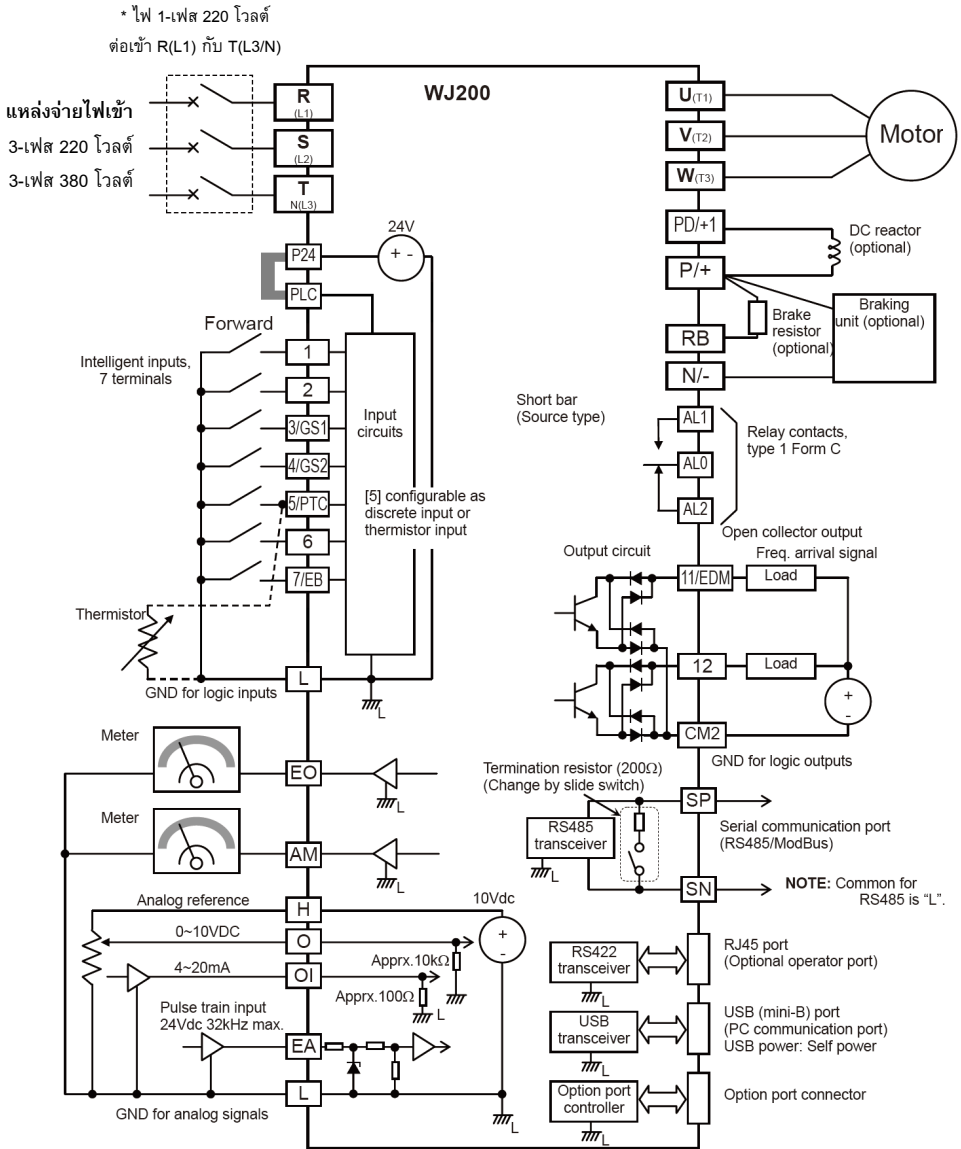 * ไฟ 1-เฟส 220 โวลต์
ต่อเข้า R(L1) กับ T(L3/N)
แหล่งจ่ายไฟเข้า
3-เฟส 220 โวลต์
3-เฟส 380 โวลต์
R
(L1)
S
(L2)
T
N(L3)
WJ200
U(T1)
V(T2)
W(T3)
Motor
PD/+1
P/+
RB
N/-
DC reactor
(optional)
Brake
resistor
(optional)
Braking
unit (optional)
24V
+ -
P24
PLC
Forward
Intelligent inputs,
7 terminals
1
2
3/GS1
4/GS2
5/PTC
6
7/EB
Input
circuits
[5] configurable as
discrete input or
thermistor input
Thermistor
L
GND for logic inputs
L
Short bar
(Source type)
AL1
AL0
AL2
Relay contacts,
type 1 Form C
Open collector output
Output circuit
Freq. arrival signal
11/EDM
Load
12
Load
+
-
CM2
GND for logic outputs
Meter
EO
L
Meter
AM
L
Termination resistor (200Ω)
(Change by slide switch)
RS485
transceiver
L
SP
Serial communication port
(RS485/ModBus)
SN
NOTE: Common for
RS485 is “L”.
Analog reference
H
10Vdc
+
-
0~10VDC
O
Apprx.10kΩ
4~20mA
OI
Apprx.100Ω
L
Pulse train input
24Vdc 32kHz max.
EA
L
GND for analog signals
L
RS422
transceiver
L
RJ45 port
(Optional operator port)
USB
transceiver
L
USB (mini-B) port
(PC communication port)
USB power: Self power
Option port
controller
L
Option port connector